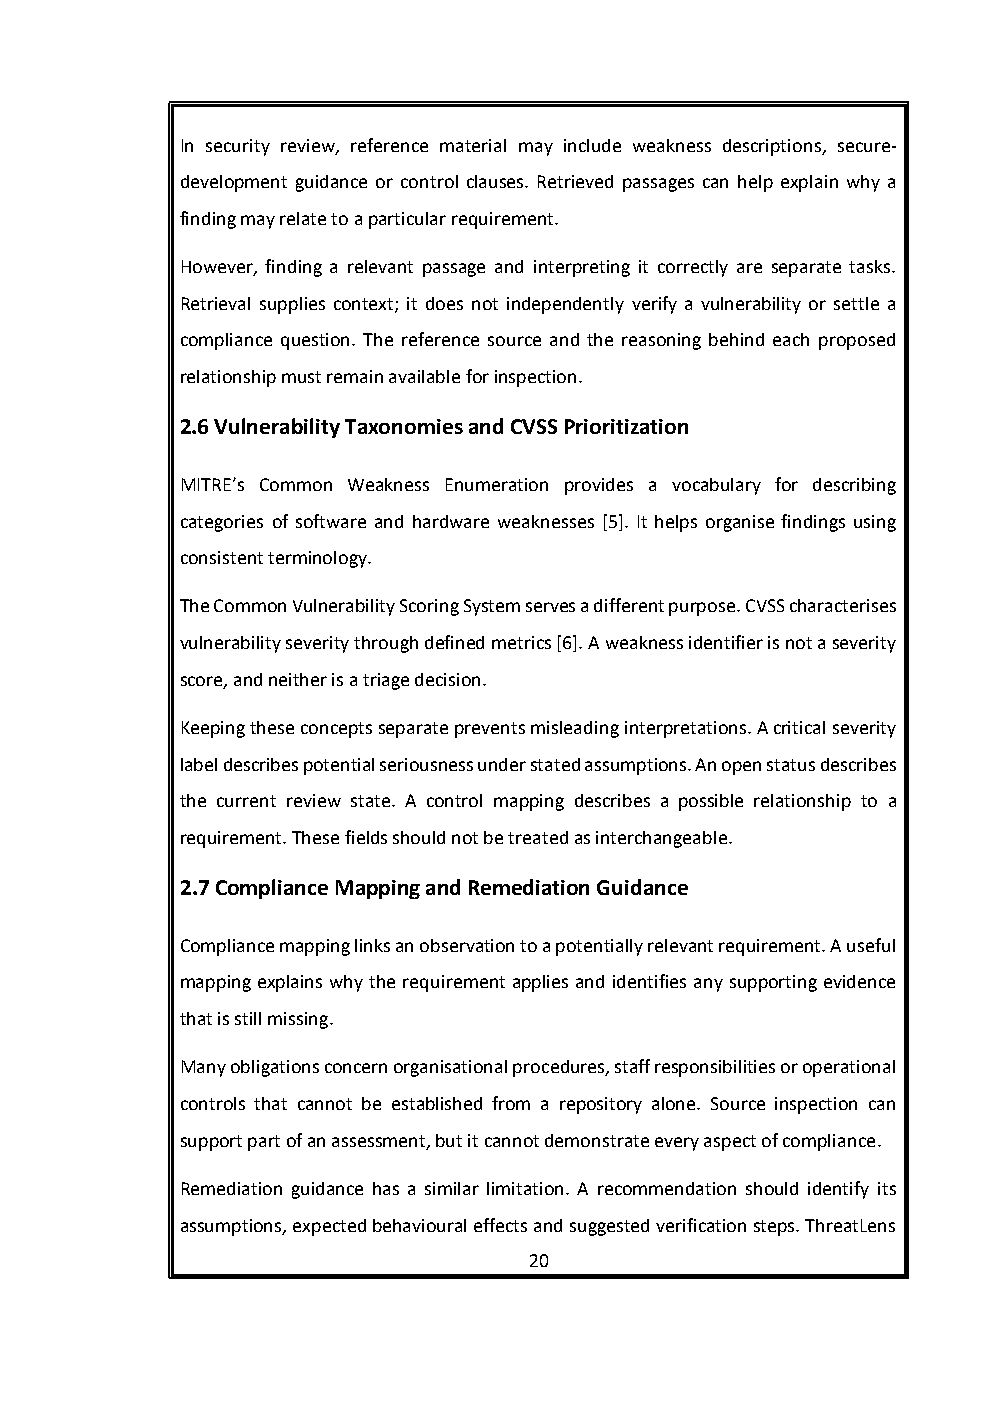 In security review, reference material may include weakness descriptions, secure-
development guidance or control clauses. Retrieved passages can help explain why a
finding may relate to a particular requirement.
However, finding a relevant passage and interpreting it correctly are separate tasks.
Retrieval supplies context; it does not independently verify a vulnerability or settle a
compliance question. The reference source and the reasoning behind each proposed
relationship must remain available for inspection.
2.6 Vulnerability Taxonomies and CVSS Prioritization
MITRE’s Common Weakness Enumeration provides a vocabulary for describing
categories of software and hardware weaknesses [5]. It helps organise findings using
consistent terminology.
The Common Vulnerability Scoring System serves a different purpose. CVSS characterises
vulnerability severity through defined metrics [6]. A weakness identifier is not a severity
score, and neither is a triage decision.
Keeping these concepts separate prevents misleading interpretations. A critical severity
label describes potential seriousness under stated assumptions. An open status describes
the current review state. A control mapping describes a possible relationship to a
requirement. These fields should not be treated as interchangeable.
2.7 Compliance Mapping and Remediation Guidance
Compliance mapping links an observation to a potentially relevant requirement. A useful
mapping explains why the requirement applies and identifies any supporting evidence
that is still missing.
Many obligations concern organisational procedures, staff responsibilities or operational
controls that cannot be established from a repository alone. Source inspection can
support part of an assessment, but it cannot demonstrate every aspect of compliance.
Remediation guidance has a similar limitation. A recommendation should identify its
assumptions, expected behavioural effects and suggested verification steps. ThreatLens
20